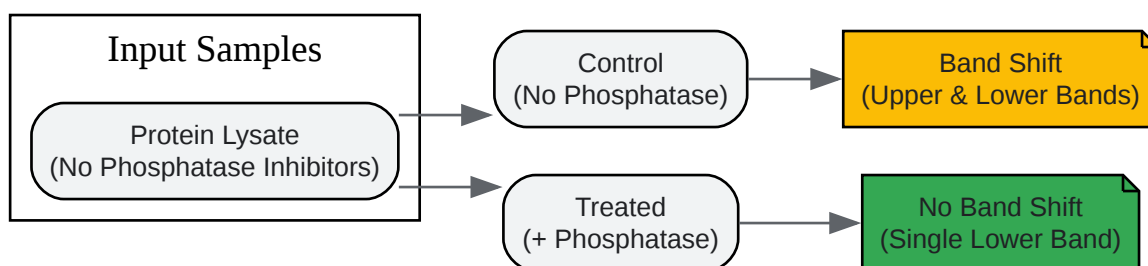 Input Samples
Protein Lysate
(No Phosphatase Inhibitors)
Control
(No Phosphatase)
Band Shift
(Upper & Lower Bands)
Treated
(+ Phosphatase)
No Band Shift
(Single Lower Band)